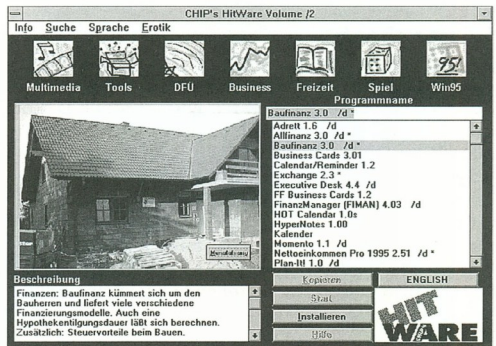 CHIP's HitWare Volume /2
Info Suche Sprache Erotik
Multimedia Tools DFÜ Business Freizeit Spiel Win95
Programmname
Baufinanz 3.0 /d *
Adrett 1.6 /d
Allfinanz 3.0 /d *
Baufinanz 3.0 /d *
Business Cards 3.01
Calendar/Reminder 1.2
Exchange 2.3 *
Executive Desk 4.4 /d
FF Business Cards 1.2
FinanzManager [FIMAN] 4.03 /d
HOT Calendar 1.0s
HyperNotes 1.00
Kalender
Momento 1.1 /d
Nettoeinkommen Pro 1995 2.51 /d *
Plan-It! 1.0 /d
Beschreibung
Finanzen: Baufinanz kümmert sich um den
Bauherren und liefert viele verschiedene
Finanzierungsmodelle. Auch eine
Hypothekentilgungsdauer läßt sich berechnen.
Zusätzlich: Steuervorteile beim Bauen.
Kopieren
Start
Installieren
Hilfe
ENGLISH
HIT
WARE